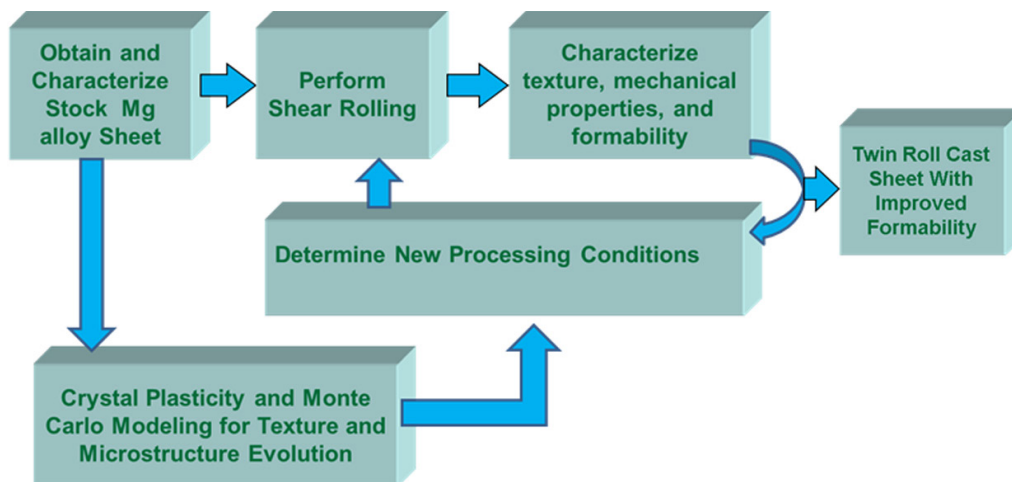 Obtain and
Characterize
Stock Mg
alloy Sheet
Perform
Shear Rolling
Characterize
texture, mechanical
properties, and
formability
Twin Roll Cast
Sheet With
Improved
Formability
Determine New Processing Conditions
Crystal Plasticity and Monte
Carlo Modeling for Texture and
Microstructure Evolution